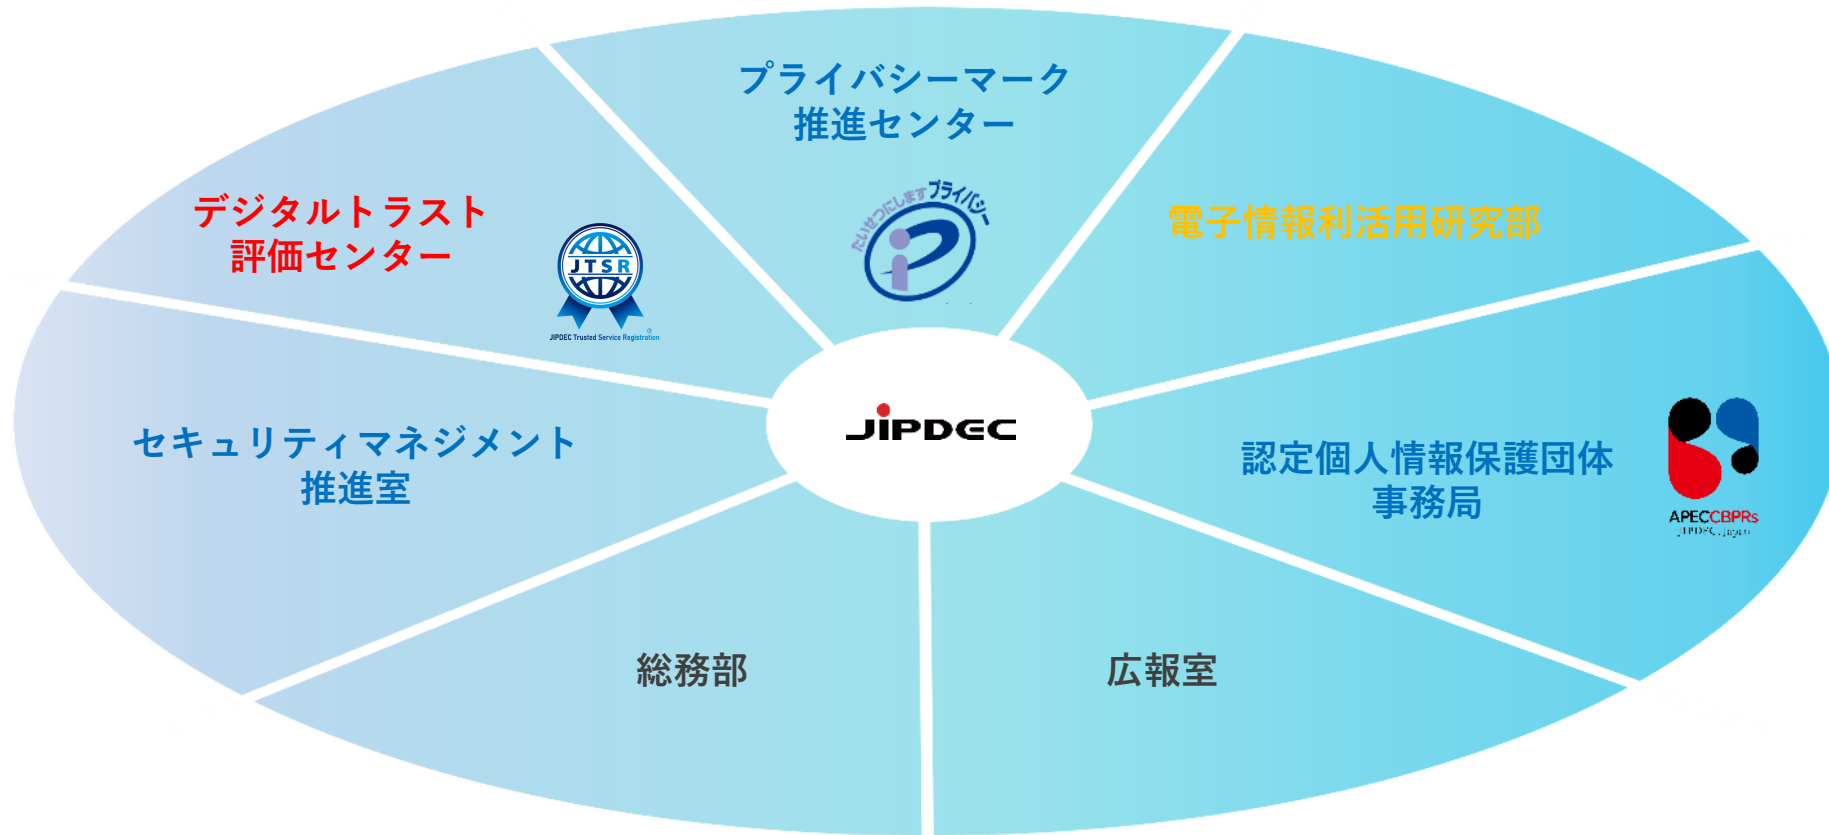 プライバシーマーク
推進センター
たいせつにしますプライバシー
デジタルトラスト
評価センター
JTSR
JIPDEC Trusted Service Registration
®
電子情報利活用研究部
JIPDEC
セキュリティマネジメント
推進室
認定個人情報保護団体
事務局
APECCBPRs
JIPDEC, Japan
総務部
広報室